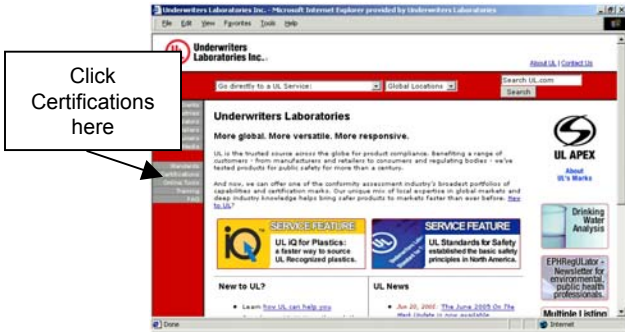 Underwriters Laboratories Inc. - Microsoft Internet Explorer provided by Underwriters Laboratories
File Edit View Favorites Tools Help
UL
Underwriters
Laboratories Inc.
About UL | Contact Us
Click
Certifications
here
Go directly to a UL Service:
Global Locations
Search UL.com
Search
Media
Standards
Certifications
Online Tools
Training
FAQ
Underwriters Laboratories
More global. More versatile. More responsive.
UL is the trusted source across the globe for product compliance. Benefiting a range of
customers - from manufacturers and retailers to consumers and regulating bodies - we've
tested products for public safety for more than a century.
And now, we can offer one of the conformity assessment industry's broadest portfolios of
capabilities and certification marks. Our unique mix of local expertise in global markets and
deep industry knowledge helps bring safer products to markets faster than ever before. New
to UL?
UL APEX
About
UL's Marks
iQ
SERVICE FEATURE
UL iQ for Plastics:
a faster way to source
UL Recognized plastics.
SERVICE FEATURE
UL Standards for Safety
established the basic safety
principles in North America.
Drinking
Water
Analysis
EPHRegULator -
Newsletter for
environmental,
public health
professionals.
New to UL?
Learn how UL can help you
UL News
The June 2005 On The
Mark Update is now available
Multiple Listing
Done
Internet